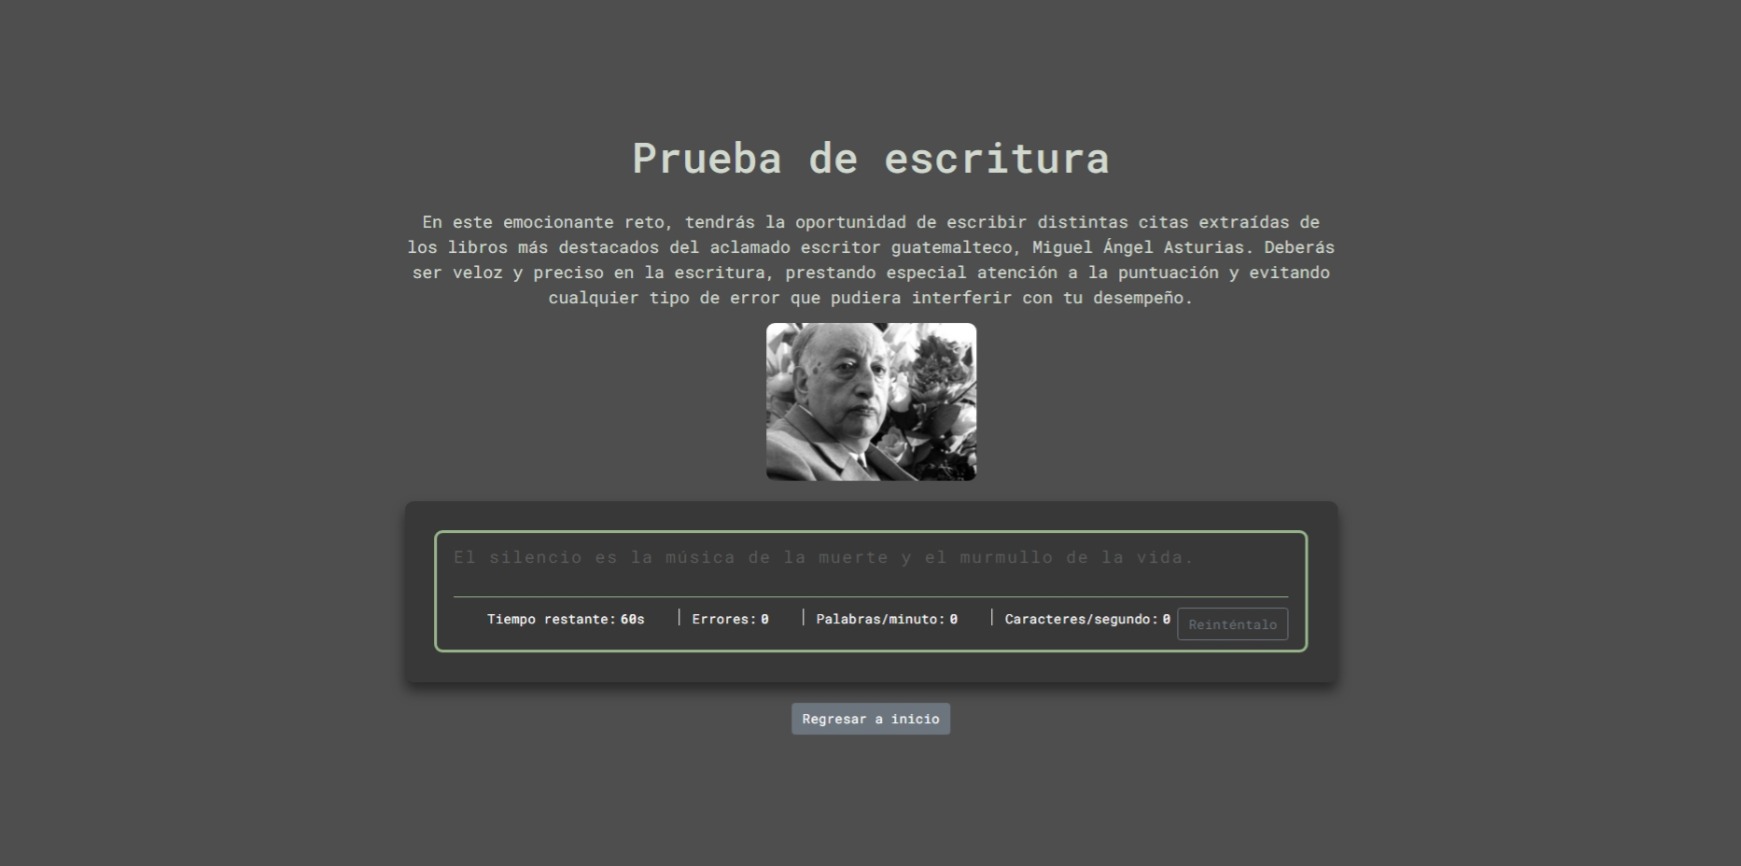 Prueba de escritura
En este emocionante reto, tendrás la oportunidad de escribir distintas citas extraídas de
los libros más destacados del aclamado escritor guatemalteco, Miguel Ángel Asturias. Deberás
ser veloz y preciso en la escritura, prestando especial atención a la puntuación y evitando
cualquier tipo de error que pudiera interferir con tu desempeño.
El silencio es la música de la muerte y el murmullo de la vida.
Tiempo restante: 60s | Errores: 0 | Palabras/minuto: 0 | Caracteres/segundo: 0 Reinténtalo
Regresar a inicio